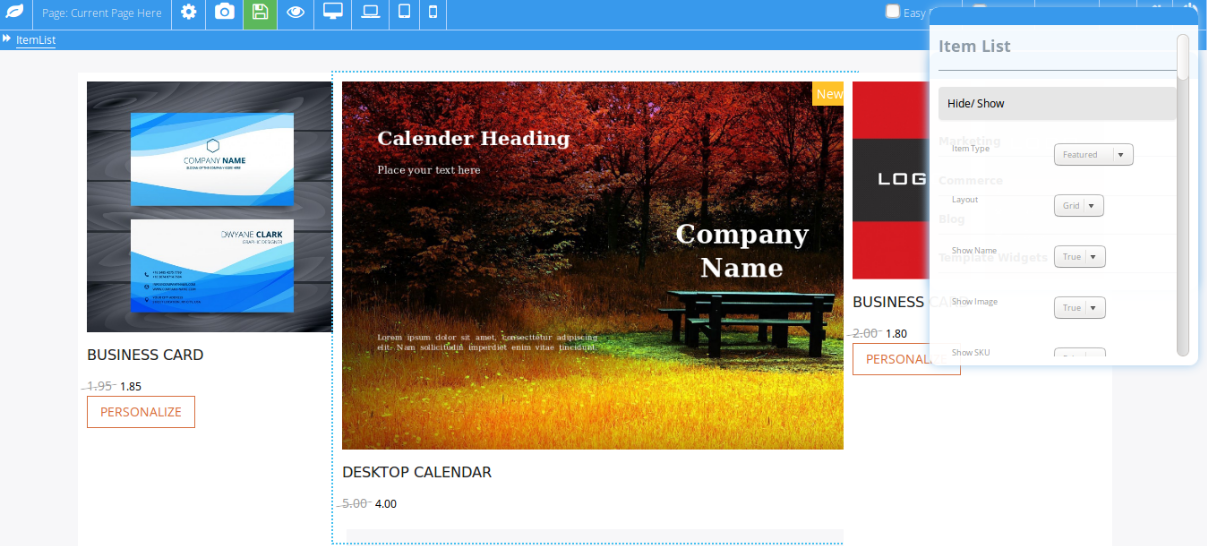 Page: Current Page Here
Easy
ItemList
Item List
Hide/ Show
Marketing
Item Type
Featured
Commerce
Layout
Grid
Blog
Show Name
True
Template Widgets
Show Image
True
Show SKU
COMPANY NAME
DWYANE CLARK
GRAPHIC DESIGNER
BUSINESS CARD
1.95 1.85
PERSONALIZE
New
Calender Heading
Place your text here
Company
Name
Lorem ipsum dolor sit amet, consectetur adipiscing
elit. Nam sollicitudin imperdiet enim vitae tincidunt.
DESKTOP CALENDAR
5.00 4.00
LOG
BUSINESS CA
2.00 1.80
PERSONAL